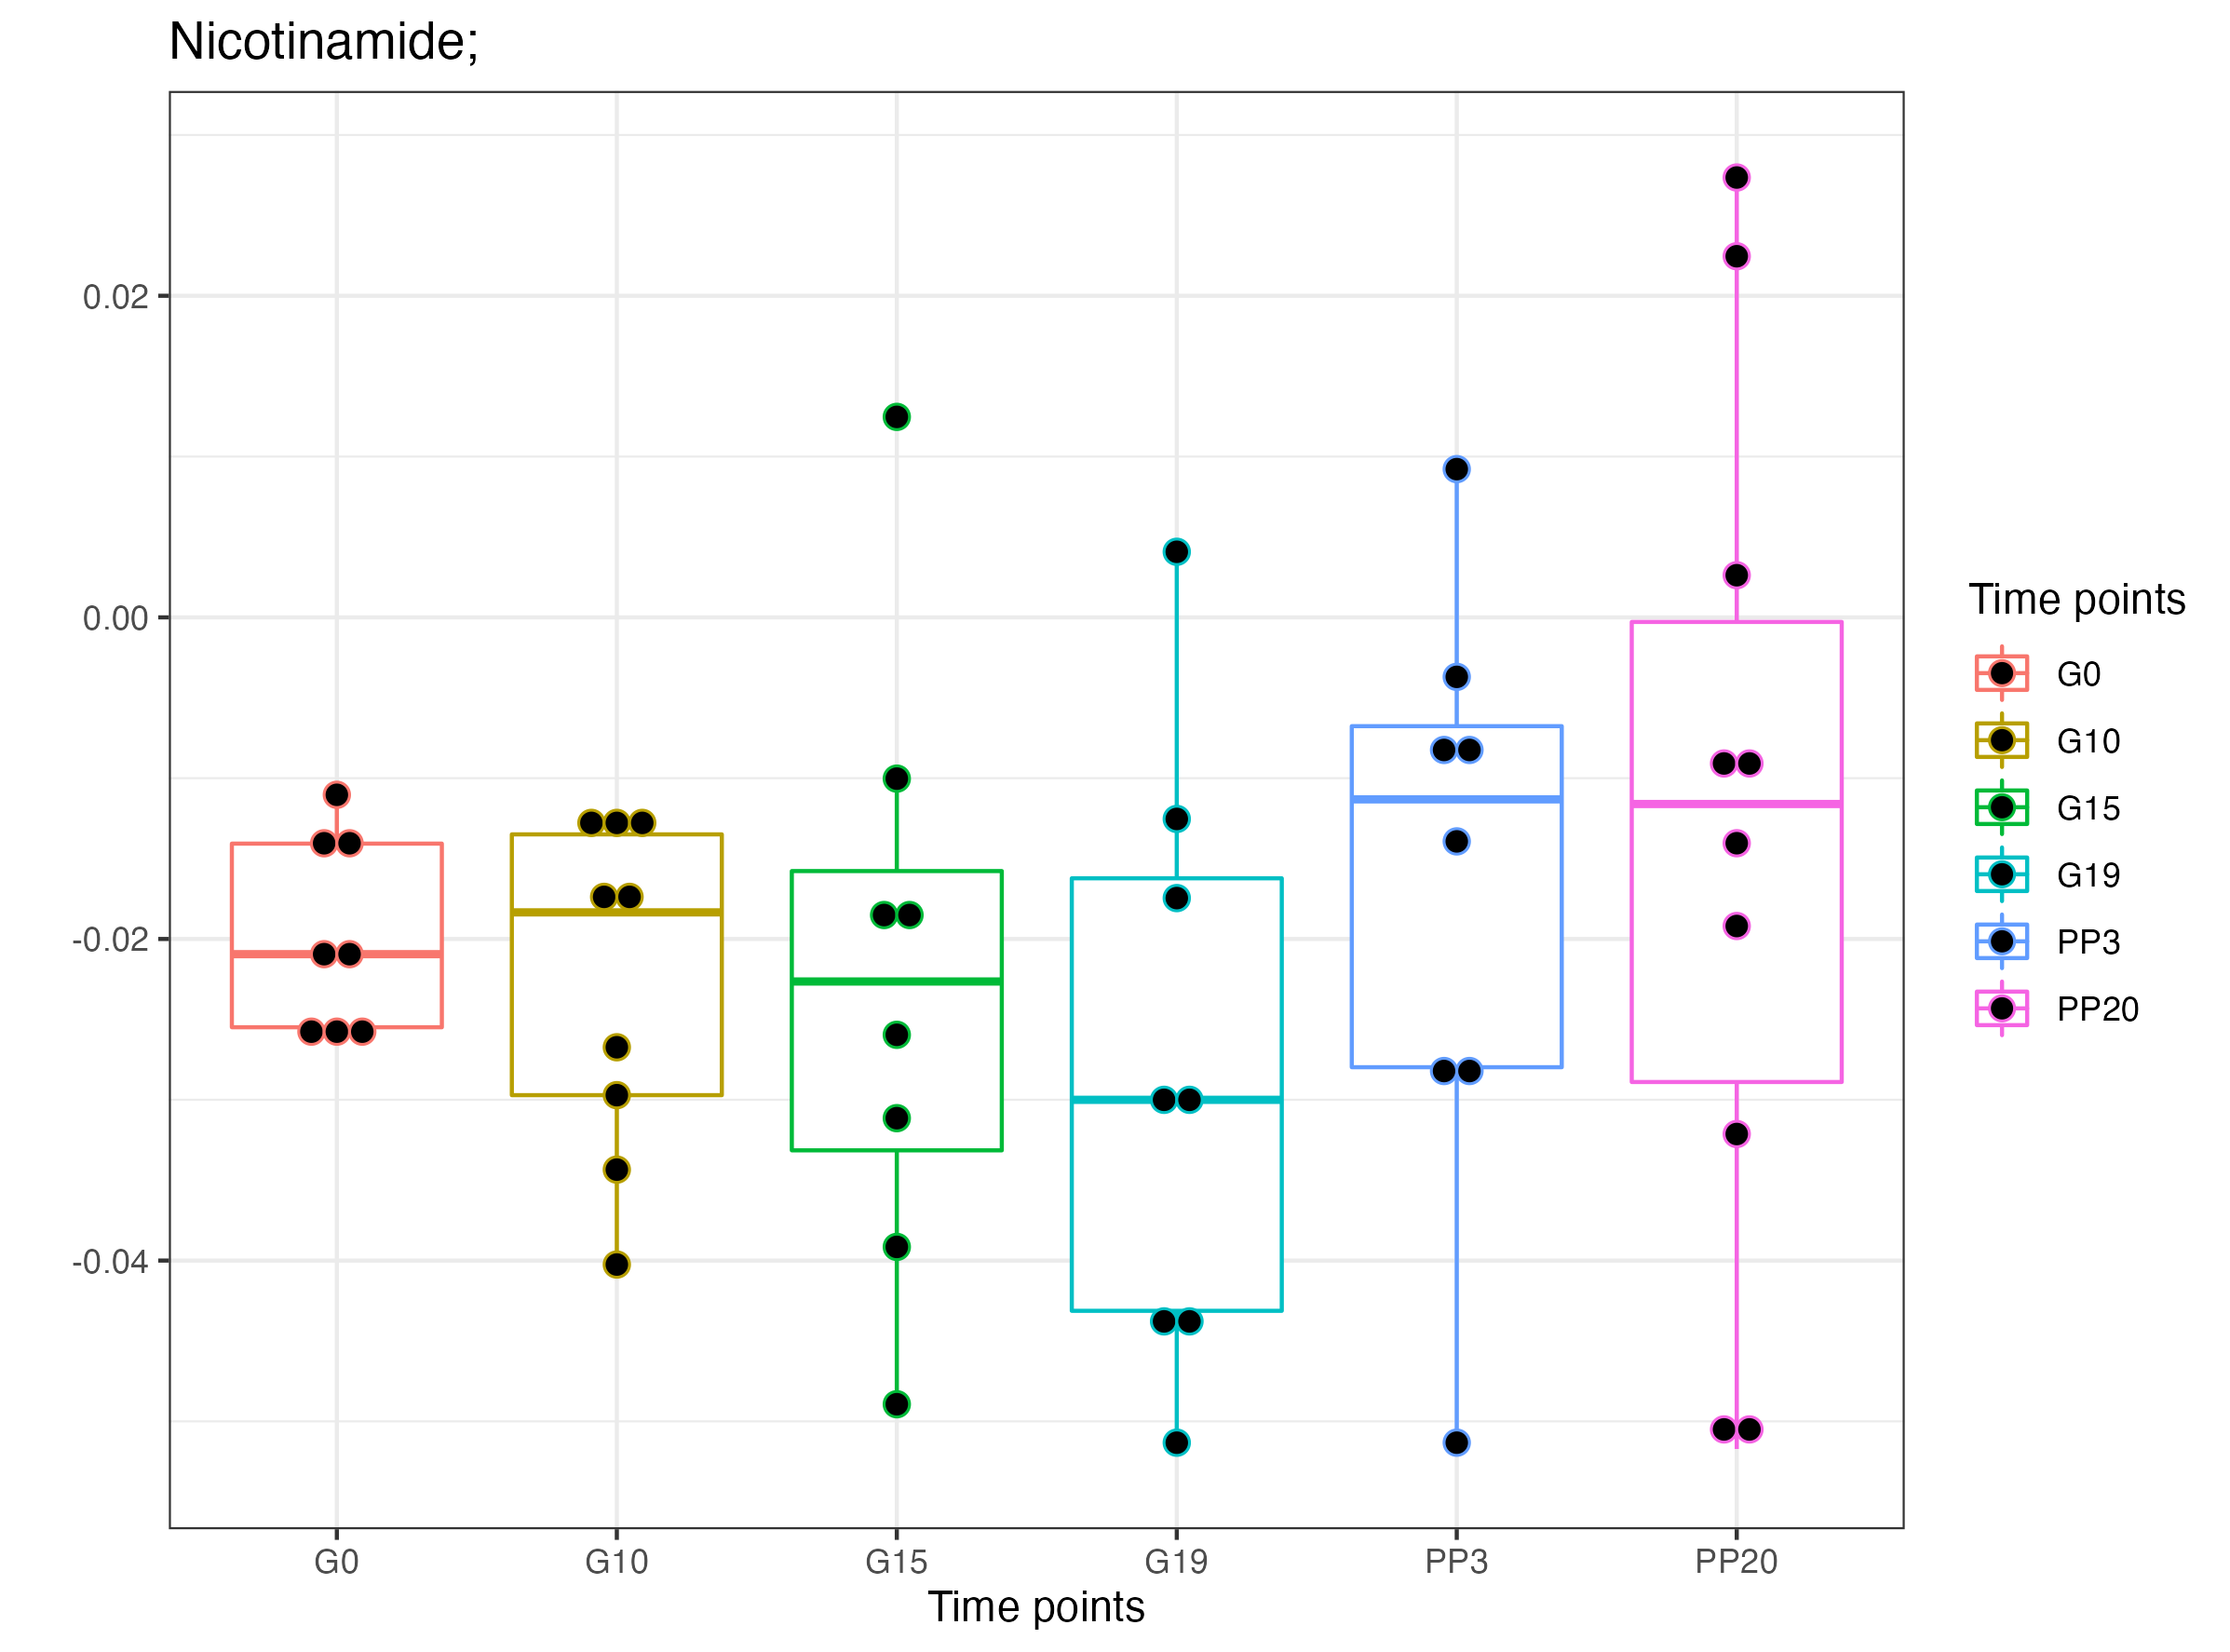 Nicotinamide;
0.02
0.00
-0.02
-0.04
G0 G10 G15 G19 PP3 PP20
Time points
Time points
G0
G10
G15
G19
PP3
PP20